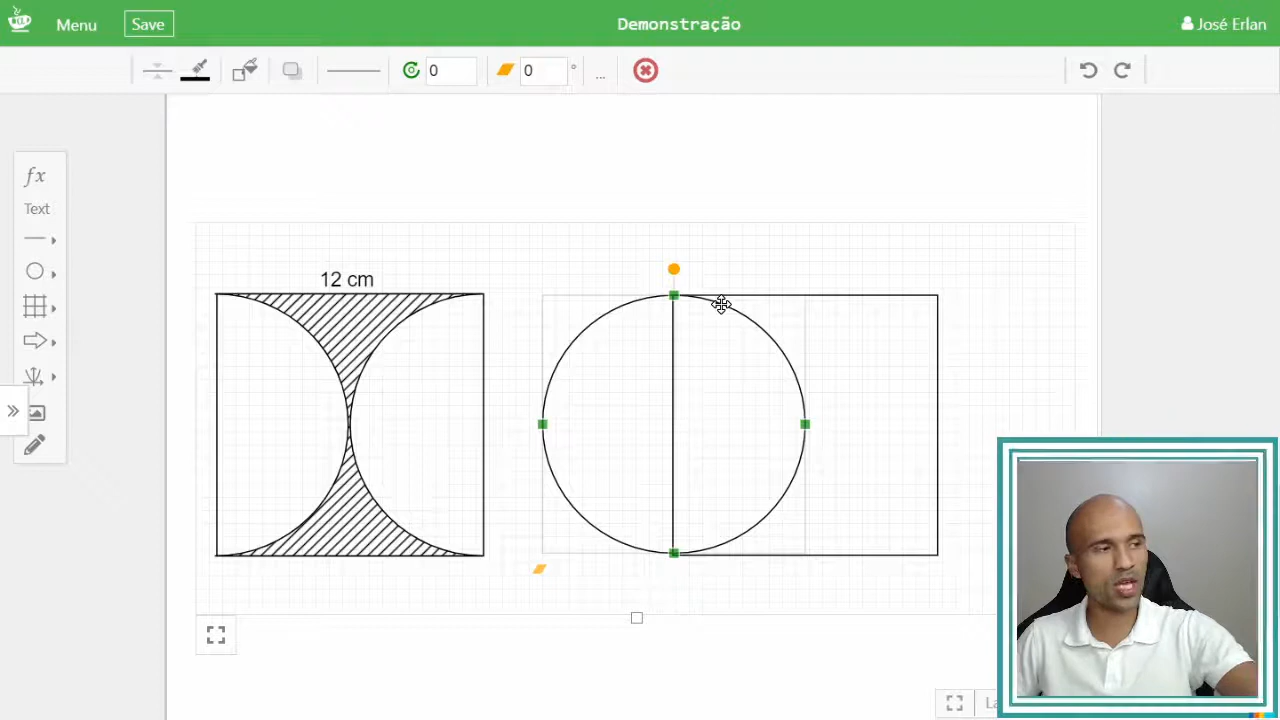 Menu
Save
Demonstração
José Erlan
0
0 °
...
fx
Text
12 cm